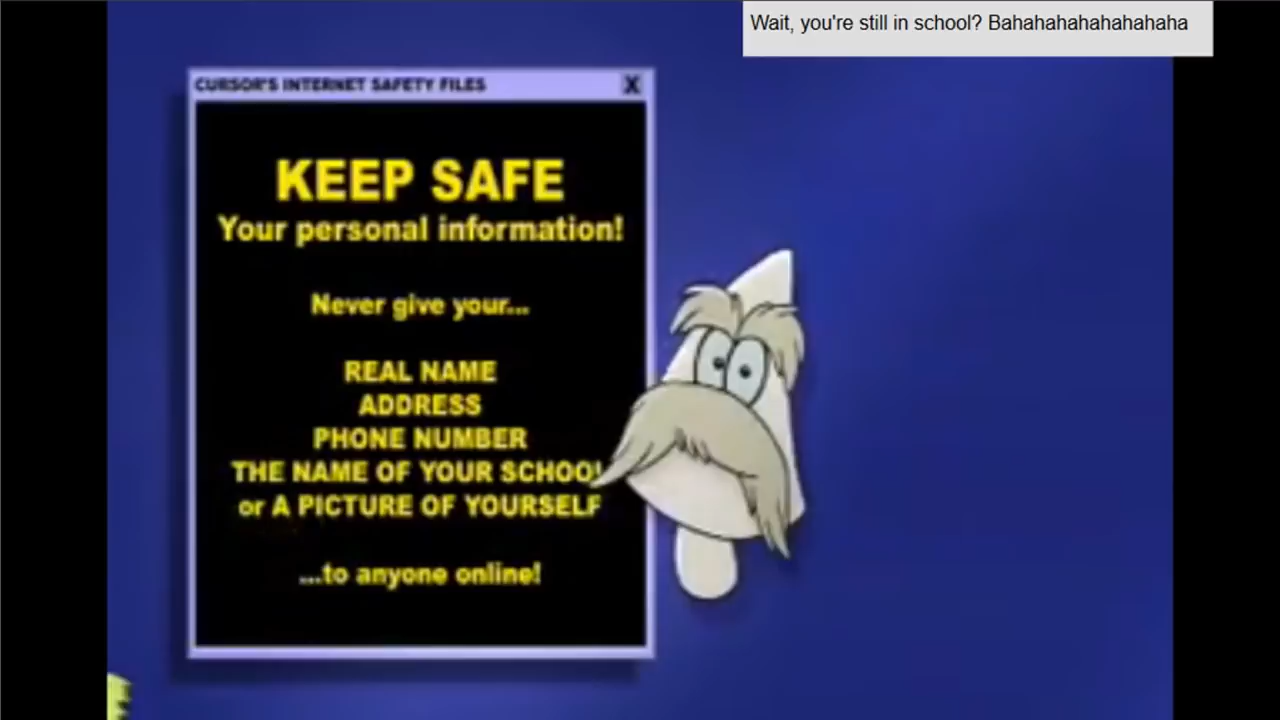 Wait, you're still in school? Bahahahahahahahaha
CURSOR'S INTERNET SAFETY FILES X
KEEP SAFE
Your personal information!
Never give your...
REAL NAME
ADDRESS
PHONE NUMBER
THE NAME OF YOUR SCHOOL
or A PICTURE OF YOURSELF
...to anyone online!